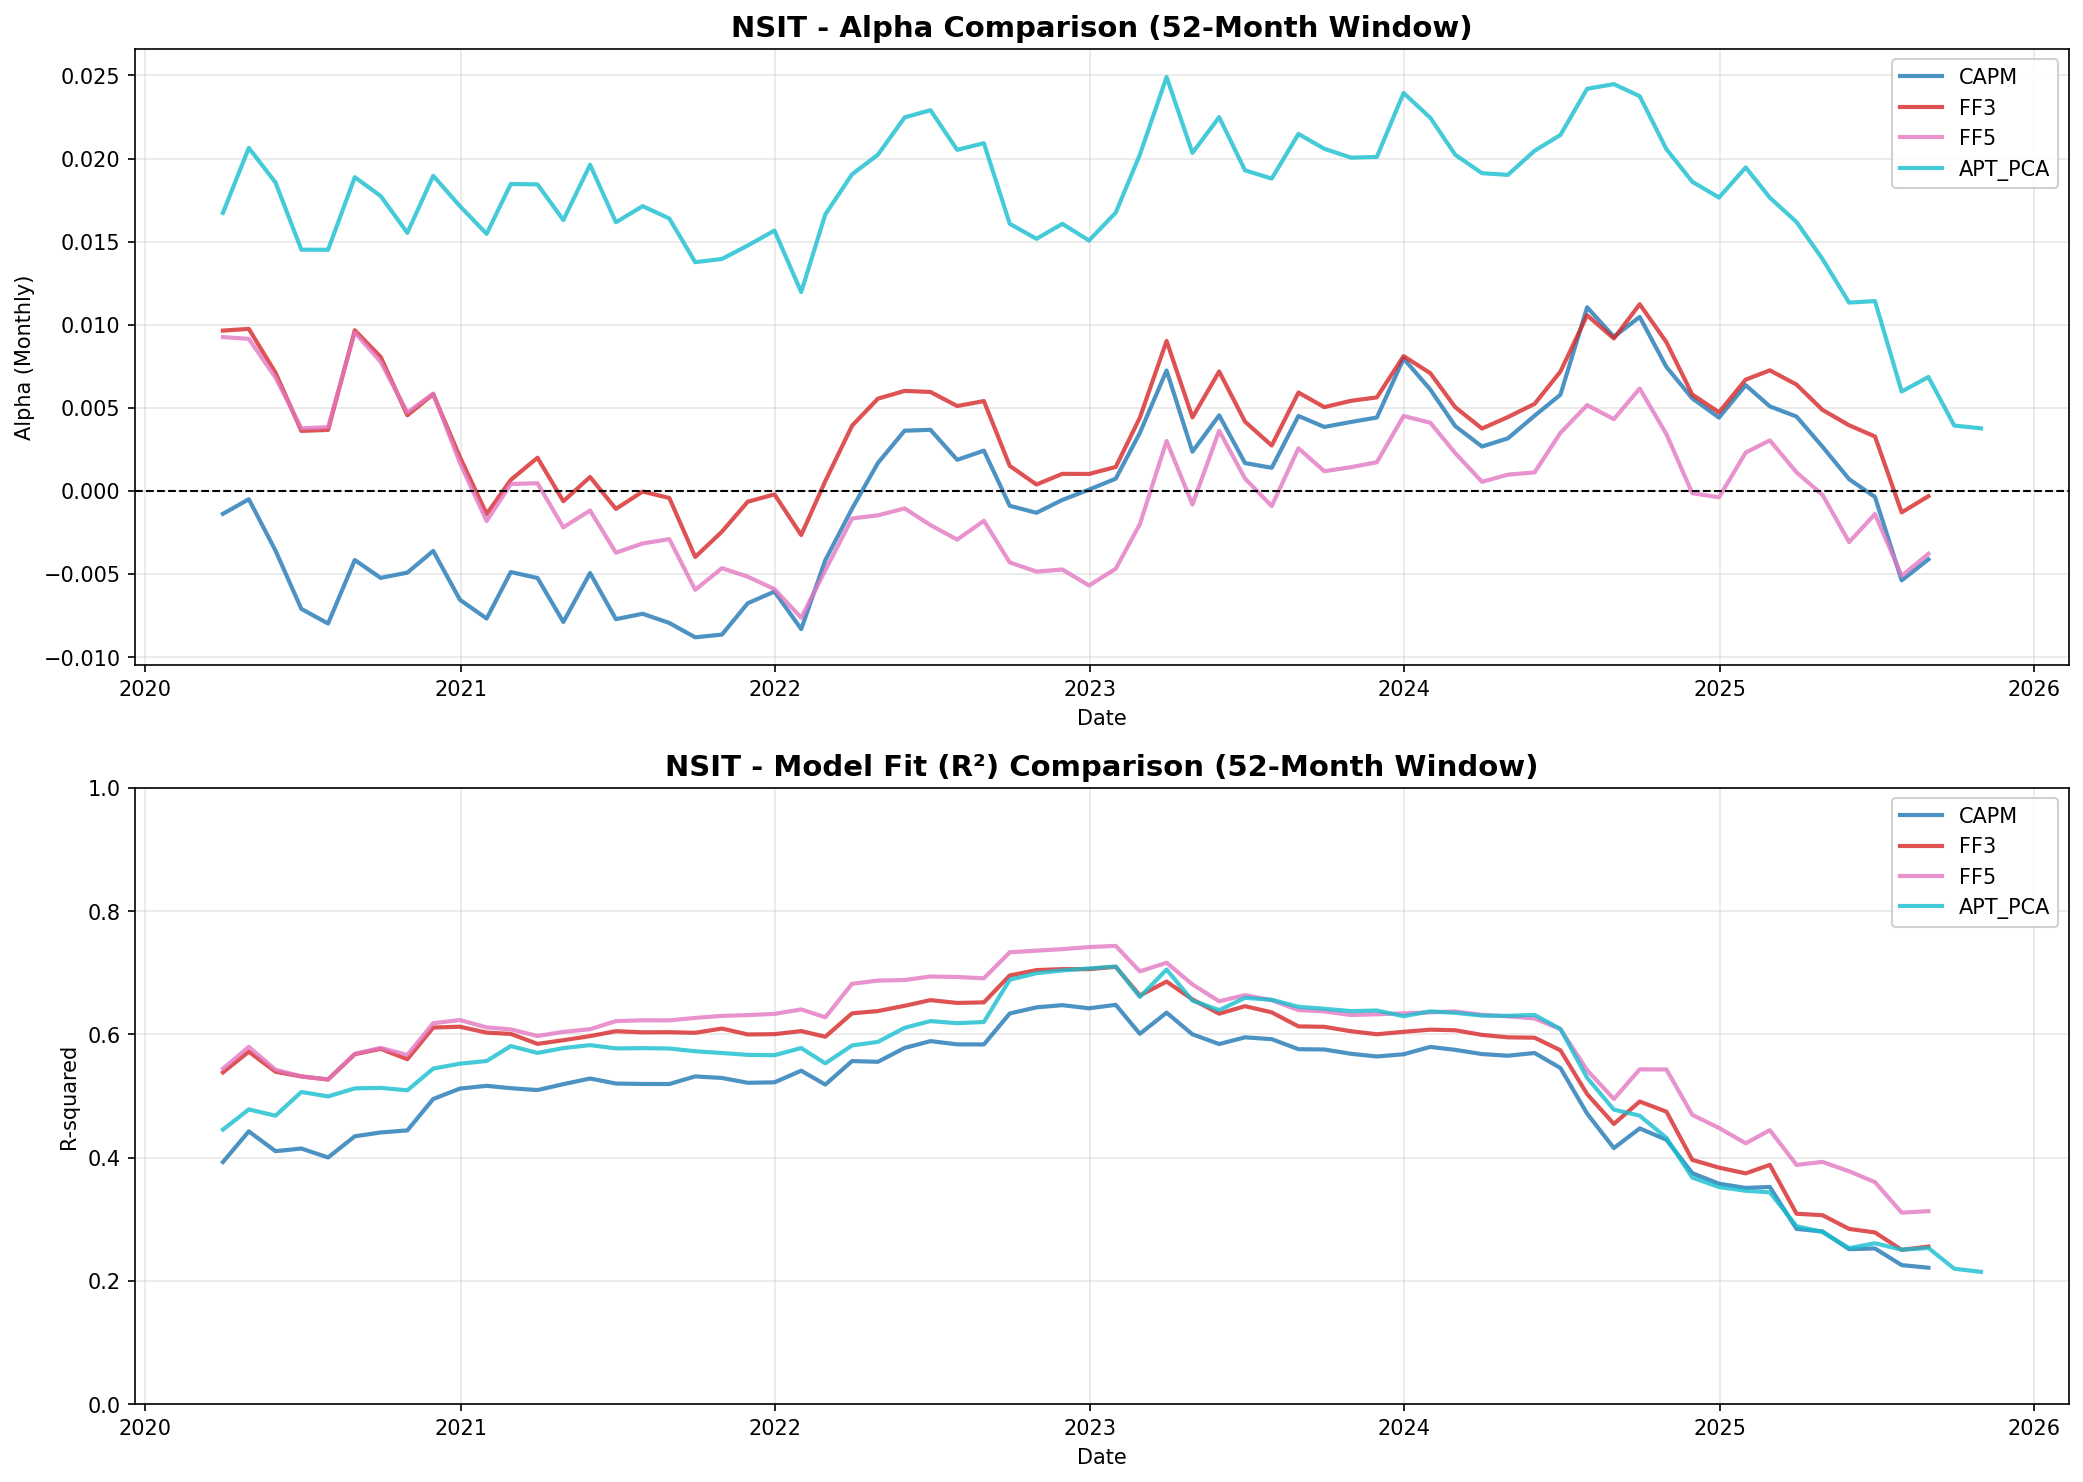 NSIT - Alpha Comparison (52-Month Window)
0.025
0.020
0.015
0.010
0.005
0.000
−0.005
−0.010
Alpha (Monthly)
CAPM
FF3
FF5
APT_PCA
2020 2021 2022 2023 2024 2025 2026
Date
NSIT - Model Fit (R²) Comparison (52-Month Window)
1.0
0.8
0.6
0.4
0.2
0.0
R-squared
CAPM
FF3
FF5
APT_PCA
2020 2021 2022 2023 2024 2025 2026
Date